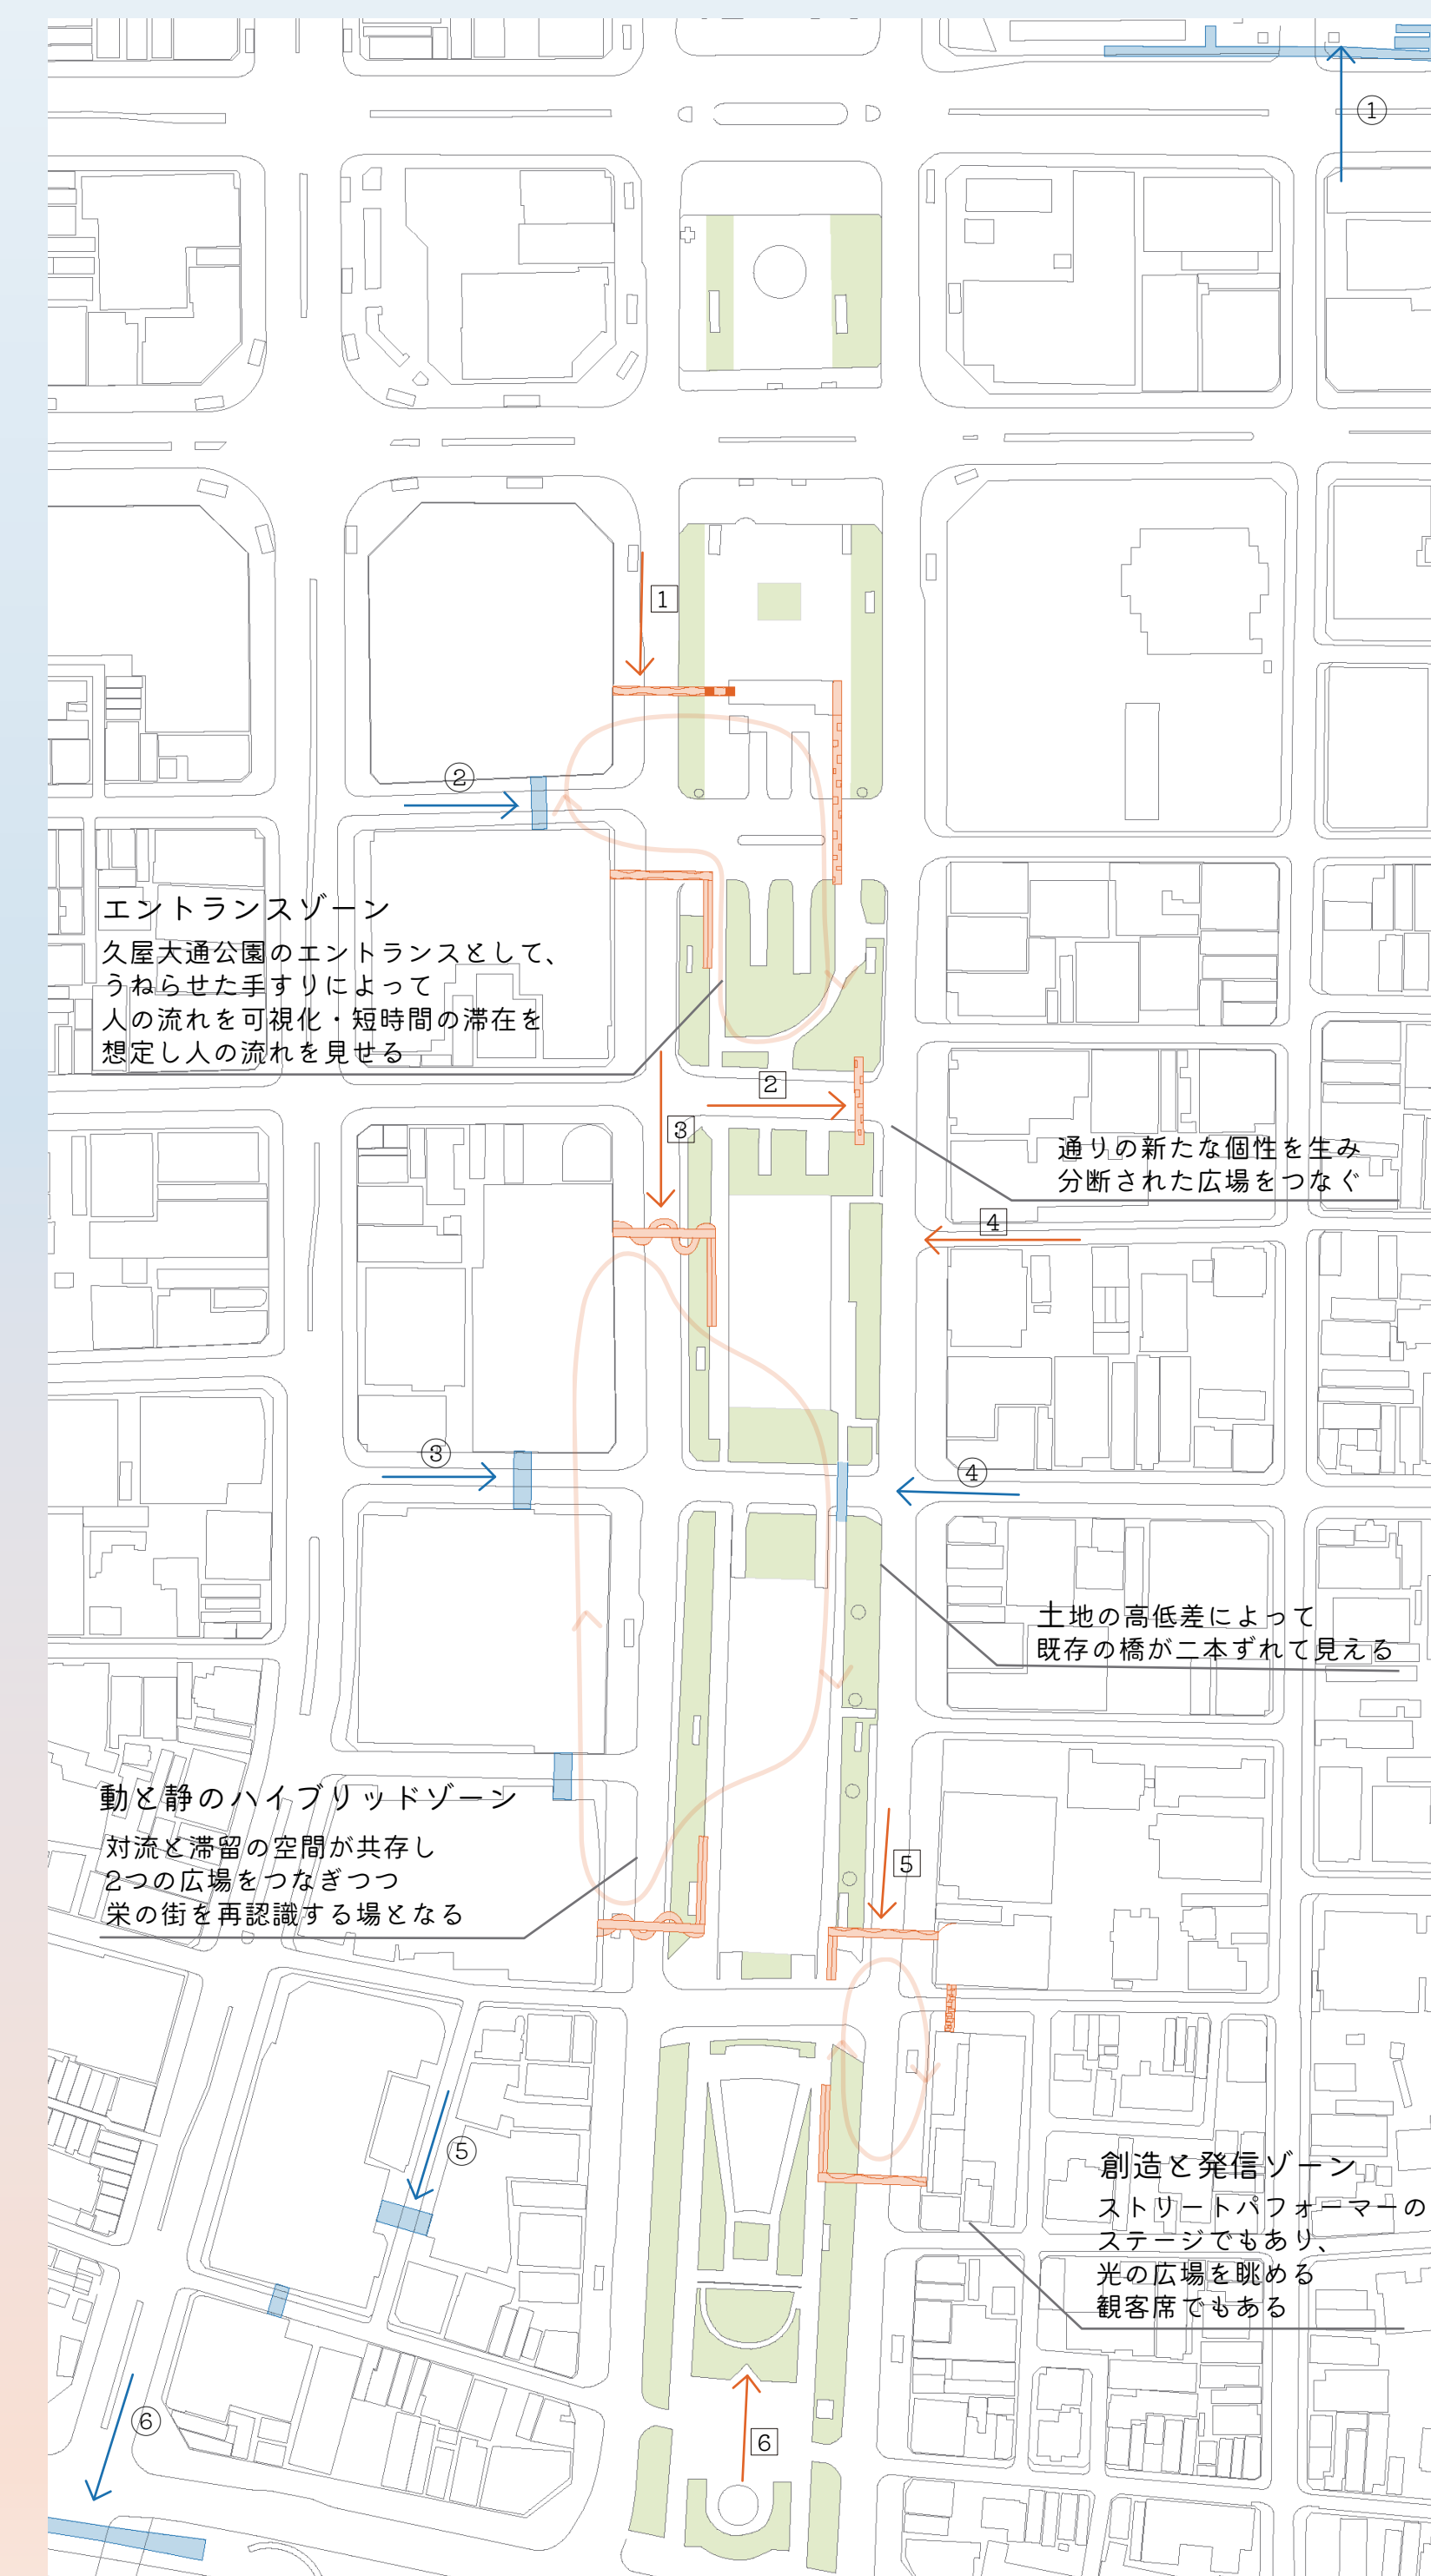 ①
1
②
エントランスゾーン
久屋大通公園のエントランスとして、
うねらせた手すりによって
人の流れを可視化・短時間の滞在を
想定し人の流れを見せる
2
3
通りの新たな個性を生み
分断された広場をつなぐ
4
③
④
土地の高低差によって
既存の橋が二本ずれて見える
動と静のハイブリッドゾーン
対流と滞留の空間が共存し
2つの広場をつなぎつつ
栄の街を再認識する場となる
5
⑤
創造と発信ゾーン
ストリートパフォーマーの
ステージでもあり、
光の広場を眺める
観客席でもある
⑥
6